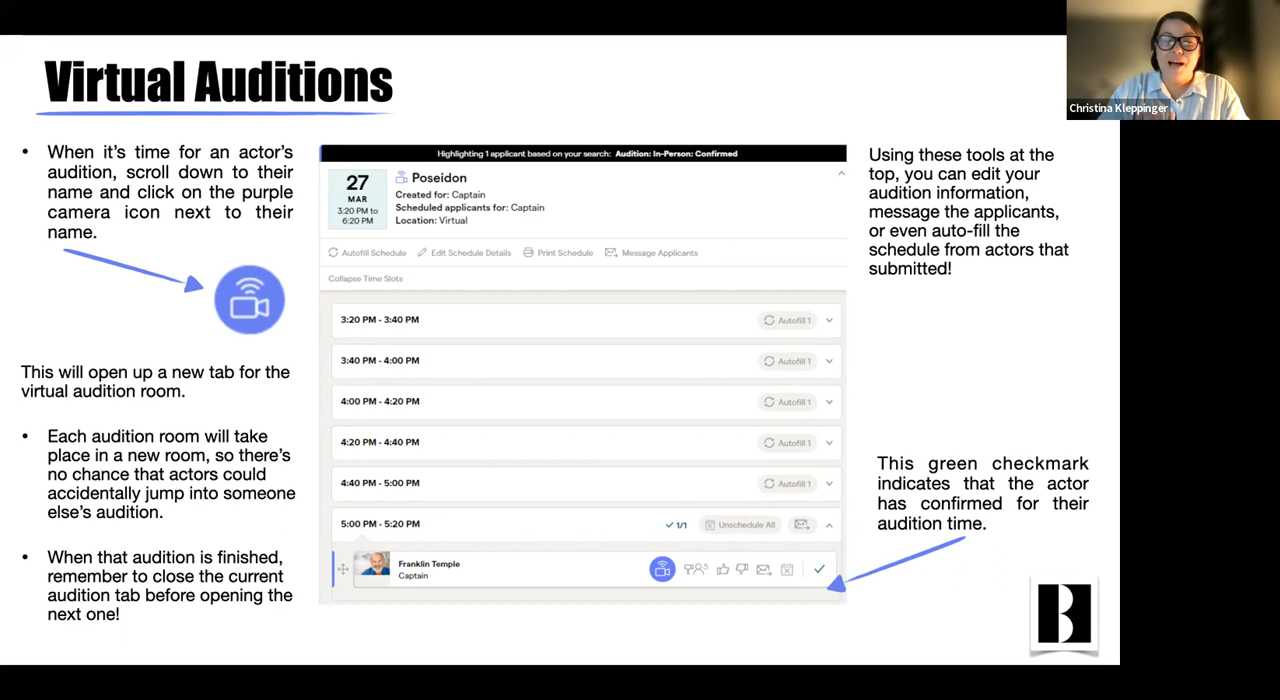 Virtual Auditions
Christina Kleppinger
• When it's time for an actor's
audition, scroll down to their
name and click on the purple
camera icon next to their
name.
This will open up a new tab for the
virtual audition room.
• Each audition room will take
place in a new room, so there's
no chance that actors could
accidentally jump into someone
else's audition.
• When that audition is finished,
remember to close the current
audition tab before opening the
next one!
Highlighting 1 applicant based on your search: Audition: In-Person: Confirmed
27
MAR
3:20 PM to
6:20 PM
Poseidon
Created for: Captain
Scheduled applicants for: Captain
Location: Virtual
Autofill Schedule Edit Schedule Details Print Schedule Message Applicants
Collapse Time Slots
3:20 PM - 3:40 PM Autofill 1
3:40 PM - 4:00 PM Autofill 1
4:00 PM - 4:20 PM Autofill 1
4:20 PM - 4:40 PM Autofill 1
4:40 PM - 5:00 PM Autofill 1
5:00 PM - 5:20 PM 1/1 Unschedule All
Franklin Temple
Captain
Using these tools at the
top, you can edit your
audition information,
message the applicants,
or even auto-fill the
schedule from actors that
submitted!
This green checkmark
indicates that the actor
has confirmed for their
audition time.
B